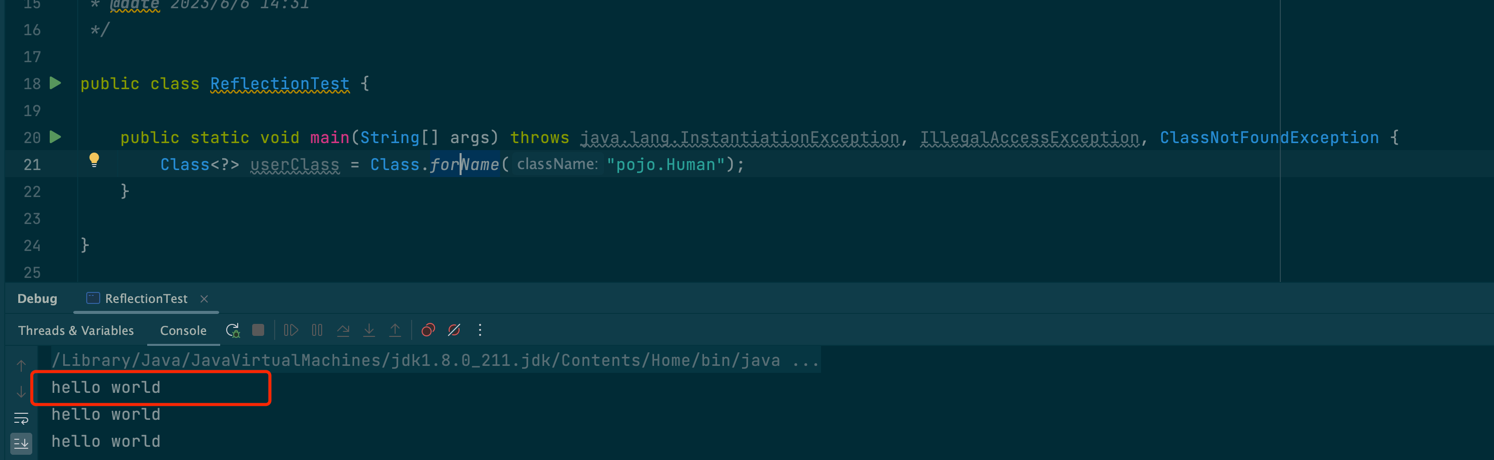 15 * @date 2023/6/6 14:31
16 */
17
18 public class ReflectionTest {
19
20 public static void main(String[] args) throws java.lang.InstantiationException, IllegalAccessException, ClassNotFoundException {
21 Class<?> userClass = Class.forName( className: "pojo.Human");
22 }
23
24 }
25
Debug ReflectionTest
Threads & Variables Console
/Library/Java/JavaVirtualMachines/jdk1.8.0_211.jdk/Contents/Home/bin/java ...
hello world
hello world
hello world